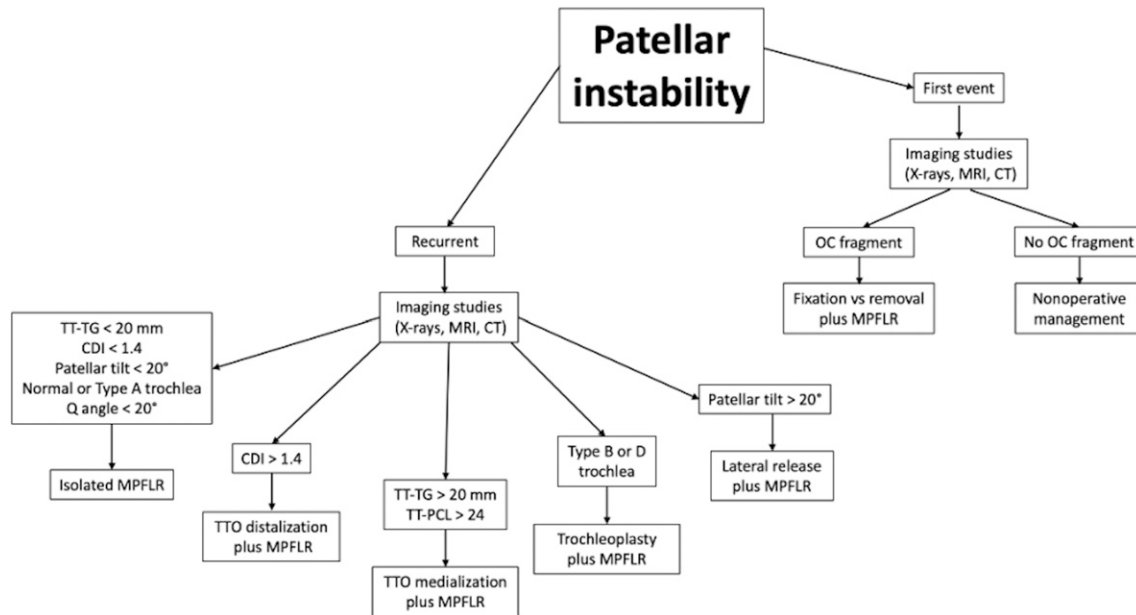 Patellar
instability
First event
Imaging studies
(X-rays, MRI, CT)
OC fragment
No OC fragment
Fixation vs removal
plus MPFLR
Nonoperative
management
Recurrent
Imaging studies
(X-rays, MRI, CT)
TT-TG < 20 mm
CDI < 1.4
Patellar tilt < 20°
Normal or Type A trochlea
Q angle < 20°
Isolated MPFLR
CDI > 1.4
TTO distalization
plus MPFLR
TT-TG > 20 mm
TT-PCL > 24
TTO medialization
plus MPFLR
Type B or D
trochlea
Trochleoplasty
plus MPFLR
Patellar tilt > 20°
Lateral release
plus MPFLR